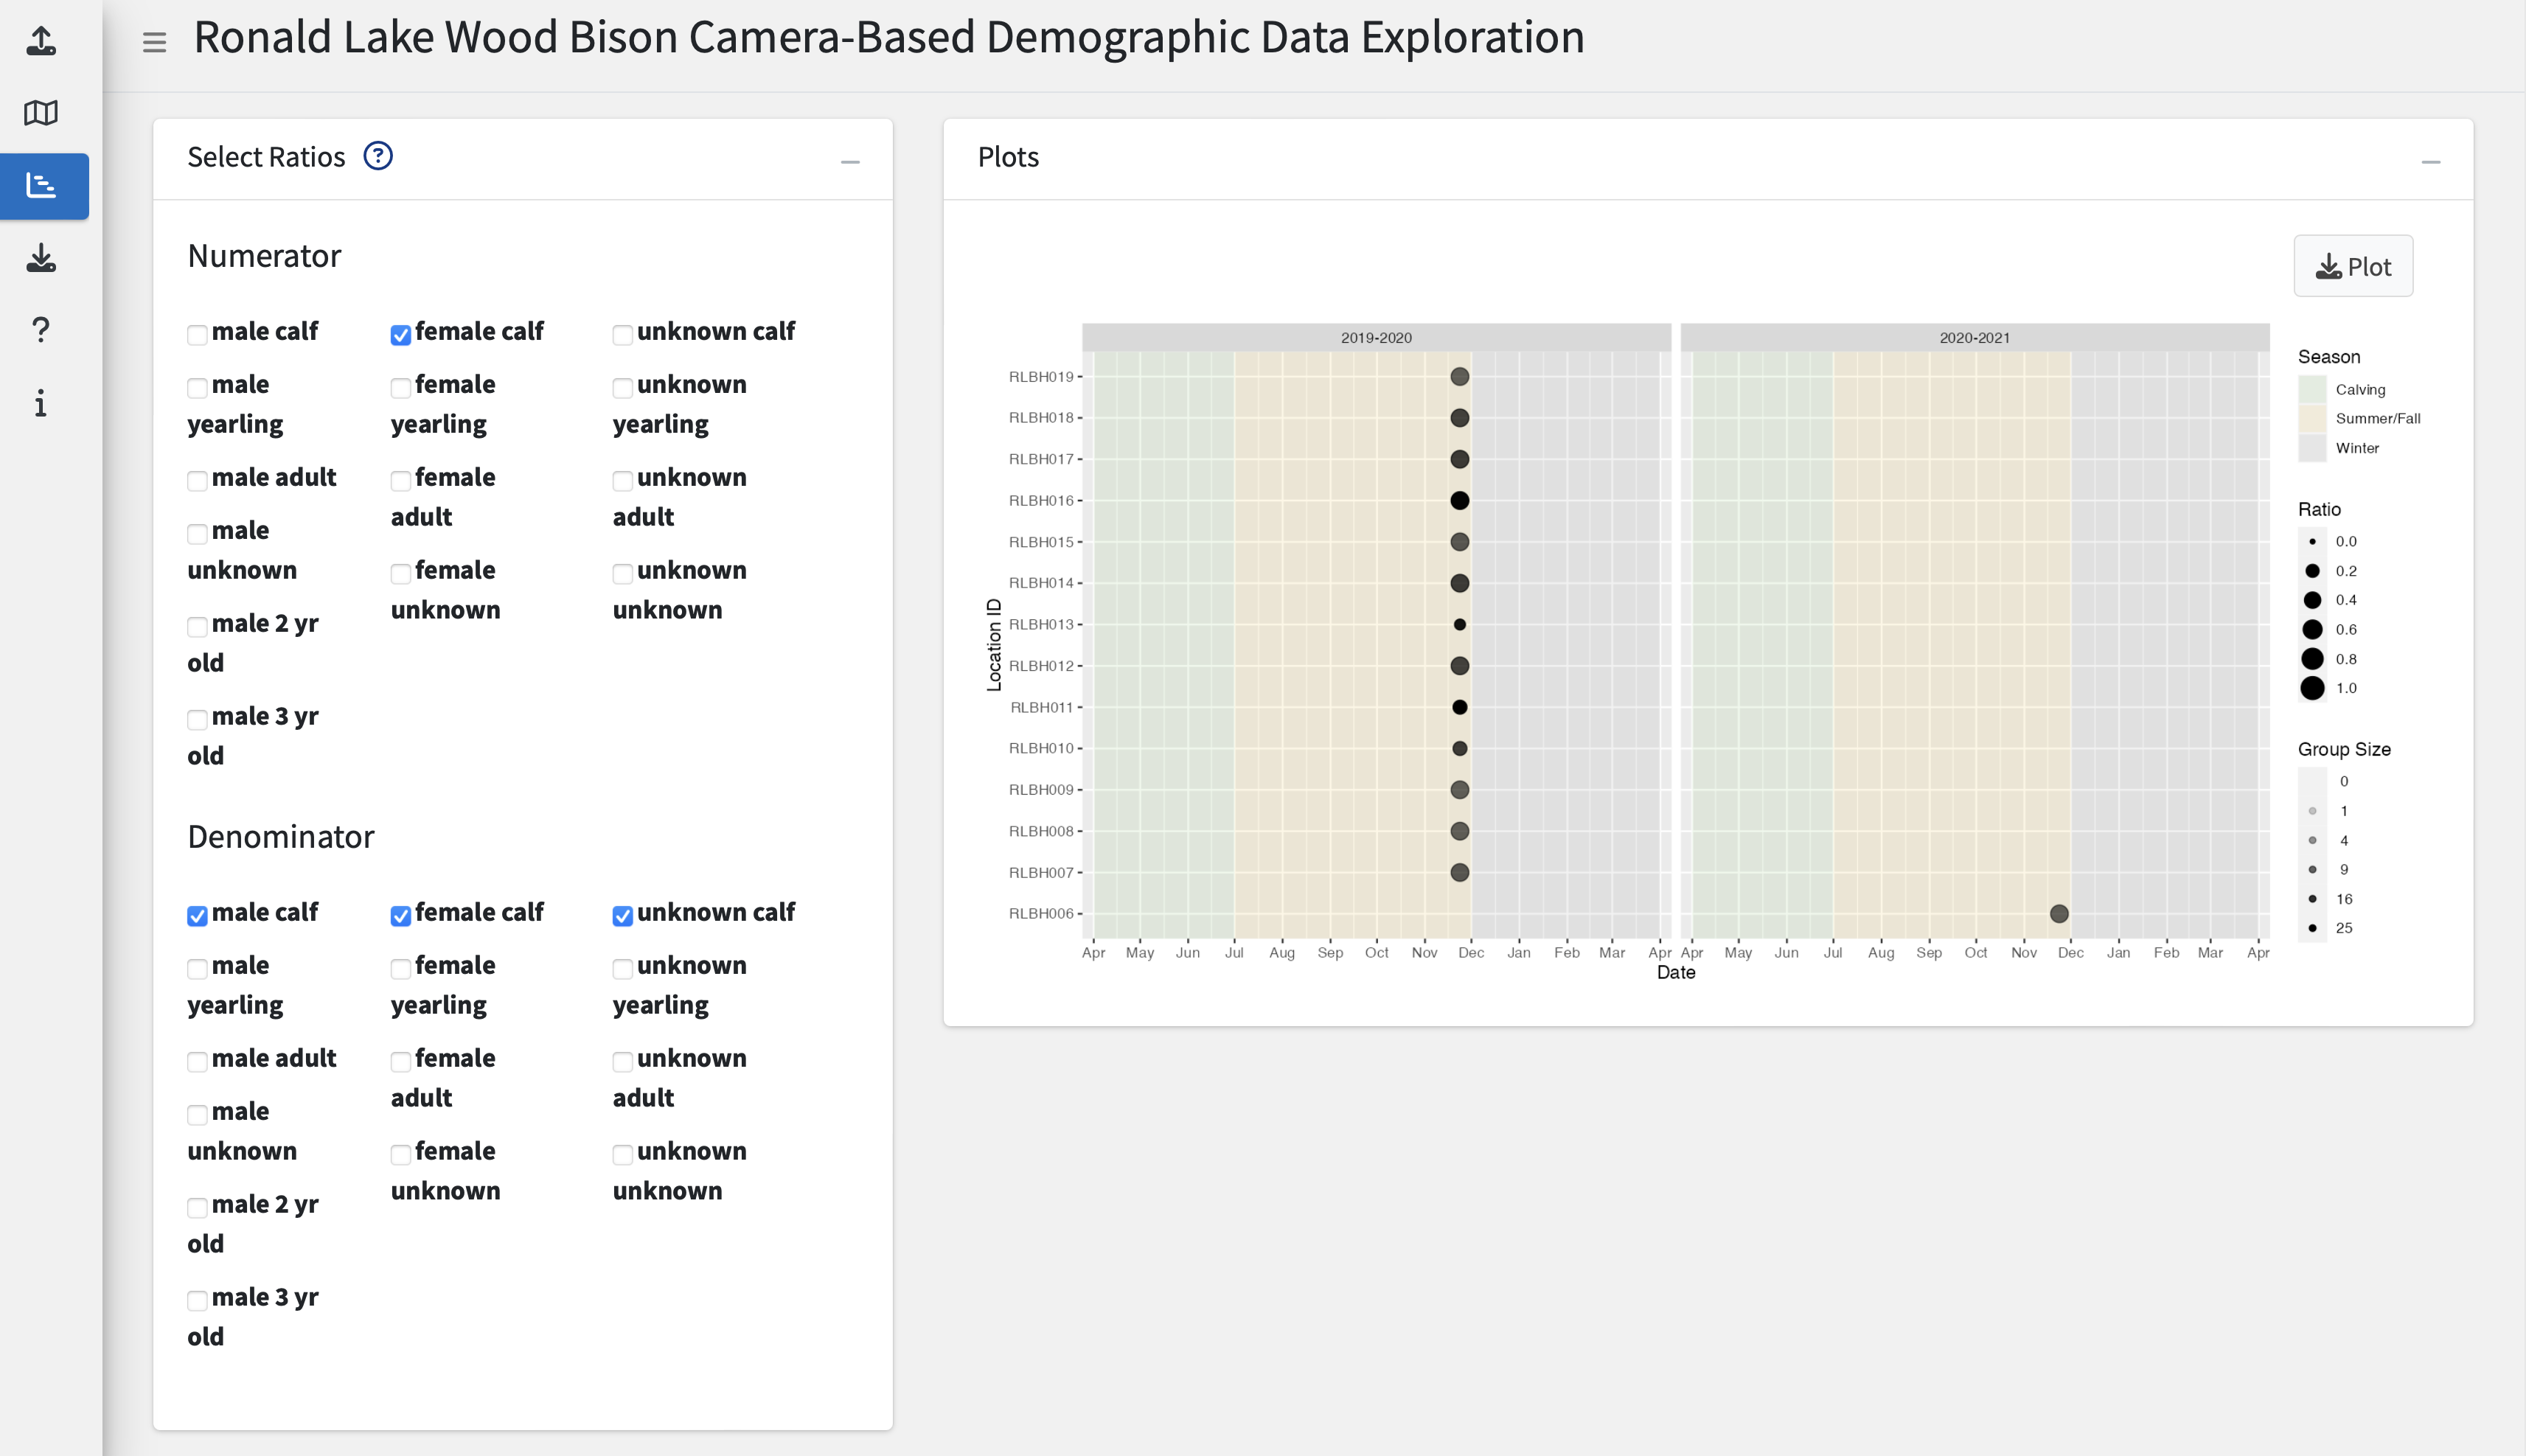 Ronald Lake Wood Bison Camera-Based Demographic Data Exploration
Select Ratios ?
Numerator
male calf
male
yearling
male adult
male
unknown
male 2 yr
old
male 3 yr
old
female calf
female
yearling
female
adult
female
unknown
unknown calf
unknown
yearling
unknown
adult
unknown
unknown
Denominator
male calf
male
yearling
male adult
male
unknown
male 2 yr
old
male 3 yr
old
female calf
female
yearling
female
adult
female
unknown
unknown calf
unknown
yearling
unknown
adult
unknown
unknown
Plots
Plot
2019-2020
2020-2021
Location ID
RLBH019
RLBH018
RLBH017
RLBH016
RLBH015
RLBH014
RLBH013
RLBH012
RLBH011
RLBH010
RLBH009
RLBH008
RLBH007
RLBH006
Apr May Jun Jul Aug Sep Oct Nov Dec Jan Feb Mar Apr
Apr May Jun Jul Aug Sep Oct Nov Dec Jan Feb Mar Apr
Date
Season
Calving
Summer/Fall
Winter
Ratio
0.0
0.2
0.4
0.6
0.8
1.0
Group Size
0
1
4
9
16
25